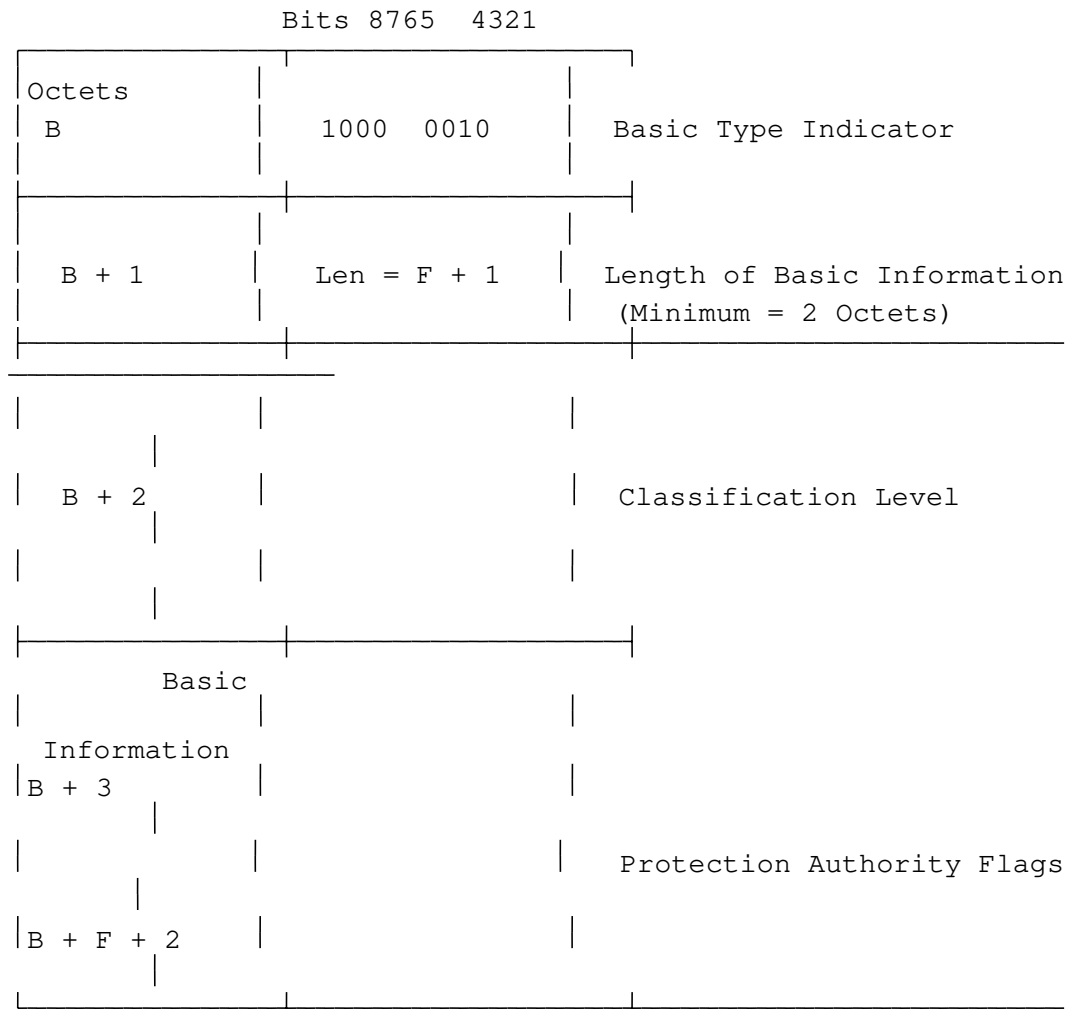 Bits 8765 4321
Octets
B 1000 0010 Basic Type Indicator
B + 1 Len = F + 1 Length of Basic Information
(Minimum = 2 Octets)
B + 2 Classification Level
Basic
Information
B + 3
Protection Authority Flags
B + F + 2